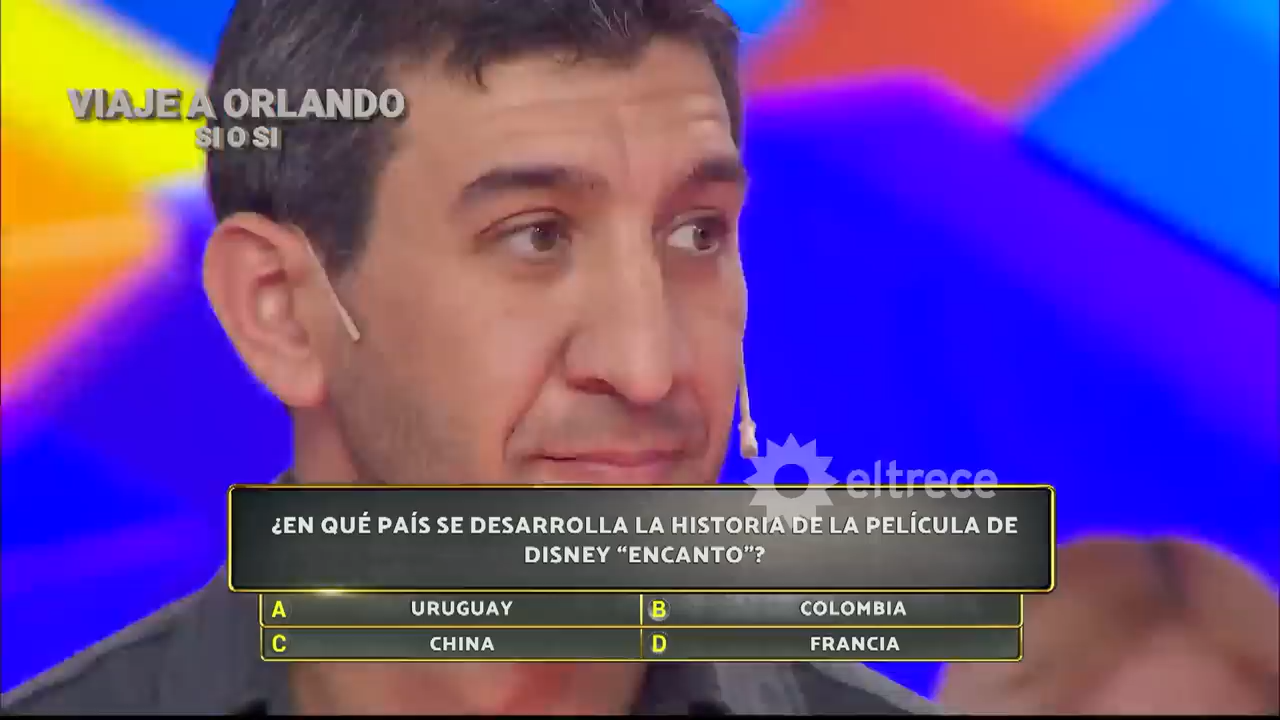 VIAJE A ORLANDO
SI O SI
eltrece
¿EN QUÉ PAÍS SE DESARROLLA LA HISTORIA DE LA PELÍCULA DE
DISNEY “ENCANTO”?
A URUGUAY B COLOMBIA
C CHINA D FRANCIA